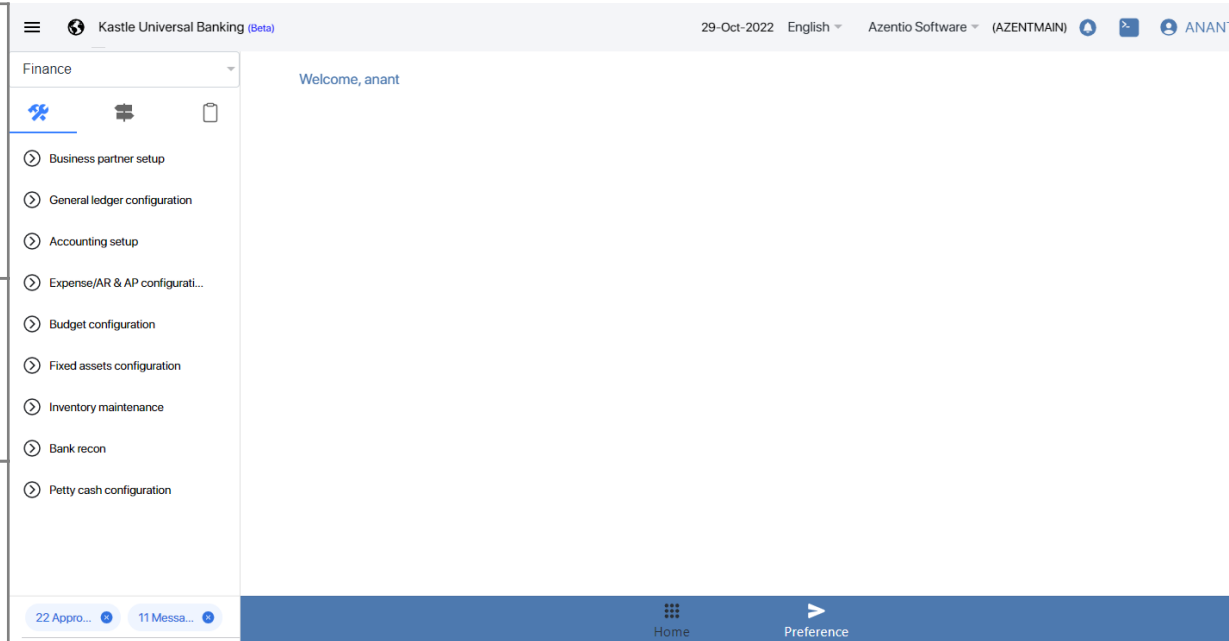 Kastle Universal Banking (Beta) 29-Oct-2022 English Azentio Software (AZENTMAIN) ANANT
Finance
Welcome, anant
Business partner setup
General ledger configuration
Accounting setup
Expense/AR & AP configurati...
Budget configuration
Fixed assets configuration
Inventory maintenance
Bank recon
Petty cash configuration
22 Appro... 11 Messa...
Home Preference